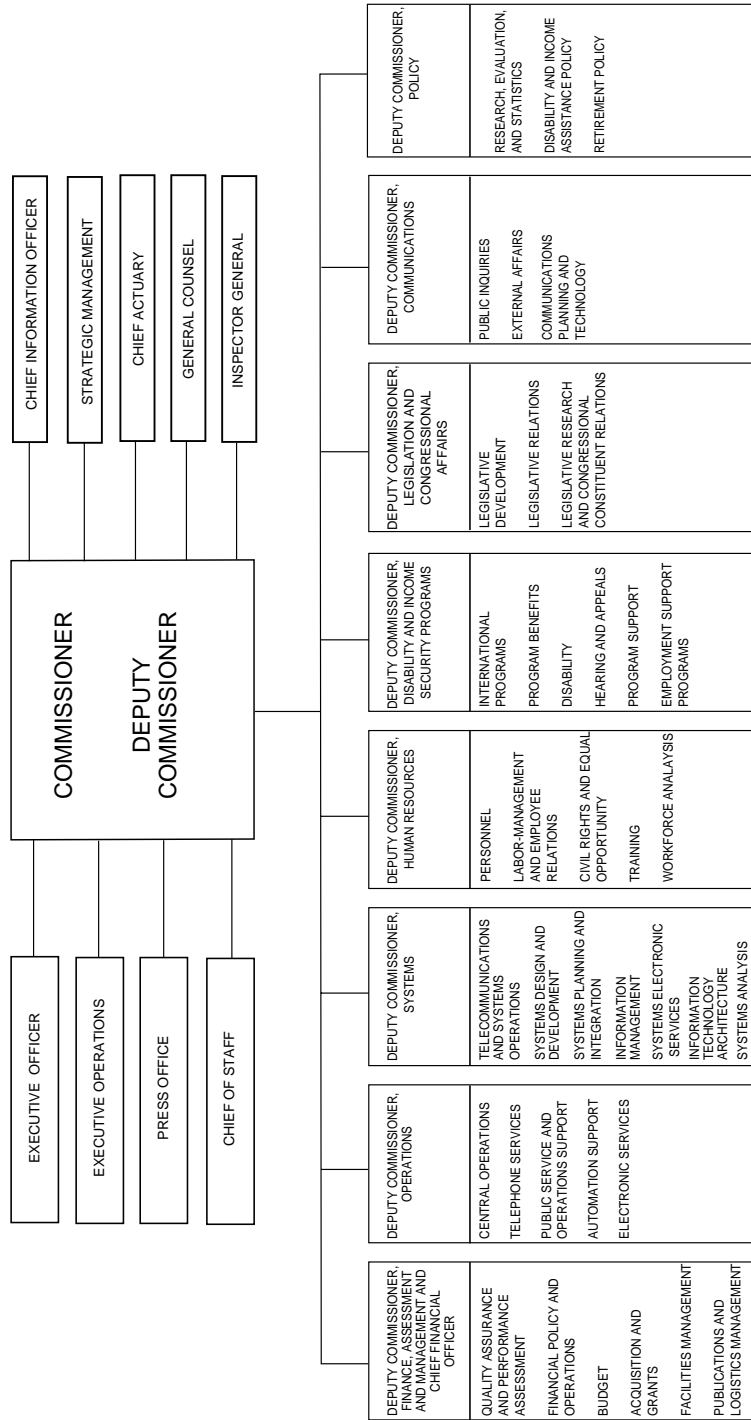 COMMISSIONER
DEPUTY
COMMISSIONER
EXECUTIVE OFFICER
EXECUTIVE OPERATIONS
PRESS OFFICE
CHIEF OF STAFF
CHIEF INFORMATION OFFICER
STRATEGIC MANAGEMENT
CHIEF ACTUARY
GENERAL COUNSEL
INSPECTOR GENERAL
DEPUTY COMMISSIONER,
FINANCE, ASSESSMENT
AND MANAGEMENT AND
CHIEF FINANCIAL
OFFICER
QUALITY ASSURANCE
AND PERFORMANCE
ASSESSMENT
FINANCIAL POLICY AND
OPERATIONS
BUDGET
ACQUISITION AND
GRANTS
FACILITIES MANAGEMENT
PUBLICATIONS AND
LOGISTICS MANAGEMENT
DEPUTY COMMISSIONER,
OPERATIONS
CENTRAL OPERATIONS
TELEPHONE SERVICES
PUBLIC SERVICE AND
OPERATIONS SUPPORT
AUTOMATION SUPPORT
ELECTRONIC SERVICES
DEPUTY COMMISSIONER,
SYSTEMS
TELECOMMUNICATIONS
AND SYSTEMS
OPERATIONS
SYSTEMS DESIGN AND
DEVELOPMENT
SYSTEMS PLANNING AND
INTEGRATION
INFORMATION
MANAGEMENT
SYSTEMS ELECTRONIC
SERVICES
INFORMATION
TECHNOLOGY
ARCHITECTURE
SYSTEMS ANALYSIS
DEPUTY COMMISSIONER,
HUMAN RESOURCES
PERSONNEL
LABOR-MANAGEMENT
AND EMPLOYEE
RELATIONS
CIVIL RIGHTS AND EQUAL
OPPORTUNITY
TRAINING
WORKFORCE ANALAYSIS
DEPUTY COMMISSIONER,
DISABILITY AND INCOME
SECURITY PROGRAMS
INTERNATIONAL
PROGRAMS
PROGRAM BENEFITS
DISABILITY
HEARING AND APPEALS
PROGRAM SUPPORT
EMPLOYMENT SUPPORT
PROGRAMS
DEPUTY COMMISSIONER,
LEGISLATION AND
CONGRESSIONAL
AFFAIRS
LEGISLATIVE
DEVELOPMENT
LEGISLATIVE RELATIONS
LEGISLATIVE RESEARCH
AND CONGRESSIONAL
CONSTITUENT RELATIONS
DEPUTY COMMISSIONER,
COMMUNICATIONS
PUBLIC INQUIRIES
EXTERNAL AFFAIRS
COMMUNICATIONS
PLANNING AND
TECHNOLOGY
DEPUTY COMMISSIONER,
POLICY
RESEARCH, EVALUATION,
AND STATISTICS
DISABILITY AND INCOME
ASSISTANCE POLICY
RETIREMENT POLICY